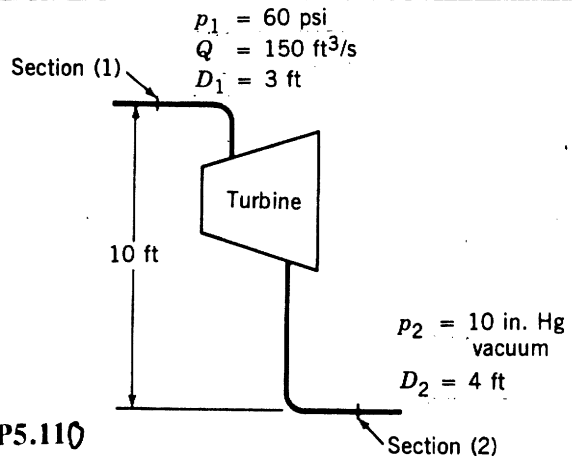 p1 = 60 psi
Q = 150 ft³/s
D1 = 3 ft
Section (1)
Turbine
10 ft
p2 = 10 in. Hg
vacuum
D2 = 4 ft
P5.110
Section (2)